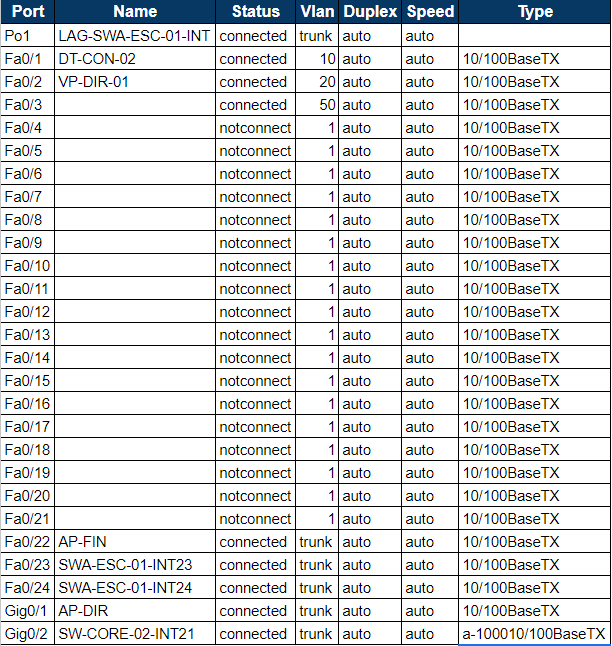 Port Name Status Vlan Duplex Speed Type
Po1 LAG-SWA-ESC-01-INT connected trunk auto auto
Fa0/1 DT-CON-02 connected 10 auto auto 10/100BaseTX
Fa0/2 VP-DIR-01 connected 20 auto auto 10/100BaseTX
Fa0/3 connected 50 auto auto 10/100BaseTX
Fa0/4 notconnect 1 auto auto 10/100BaseTX
Fa0/5 notconnect 1 auto auto 10/100BaseTX
Fa0/6 notconnect 1 auto auto 10/100BaseTX
Fa0/7 notconnect 1 auto auto 10/100BaseTX
Fa0/8 notconnect 1 auto auto 10/100BaseTX
Fa0/9 notconnect 1 auto auto 10/100BaseTX
Fa0/10 notconnect 1 auto auto 10/100BaseTX
Fa0/11 notconnect 1 auto auto 10/100BaseTX
Fa0/12 notconnect 1 auto auto 10/100BaseTX
Fa0/13 notconnect 1 auto auto 10/100BaseTX
Fa0/14 notconnect 1 auto auto 10/100BaseTX
Fa0/15 notconnect 1 auto auto 10/100BaseTX
Fa0/16 notconnect 1 auto auto 10/100BaseTX
Fa0/17 notconnect 1 auto auto 10/100BaseTX
Fa0/18 notconnect 1 auto auto 10/100BaseTX
Fa0/19 notconnect 1 auto auto 10/100BaseTX
Fa0/20 notconnect 1 auto auto 10/100BaseTX
Fa0/21 notconnect 1 auto auto 10/100BaseTX
Fa0/22 AP-FIN connected trunk auto auto 10/100BaseTX
Fa0/23 SWA-ESC-01-INT23 connected trunk auto auto 10/100BaseTX
Fa0/24 SWA-ESC-01-INT24 connected trunk auto auto 10/100BaseTX
Gig0/1 AP-DIR connected trunk auto auto 10/100BaseTX
Gig0/2 SW-CORE-02-INT21 connected trunk auto auto a-100010/100BaseTX